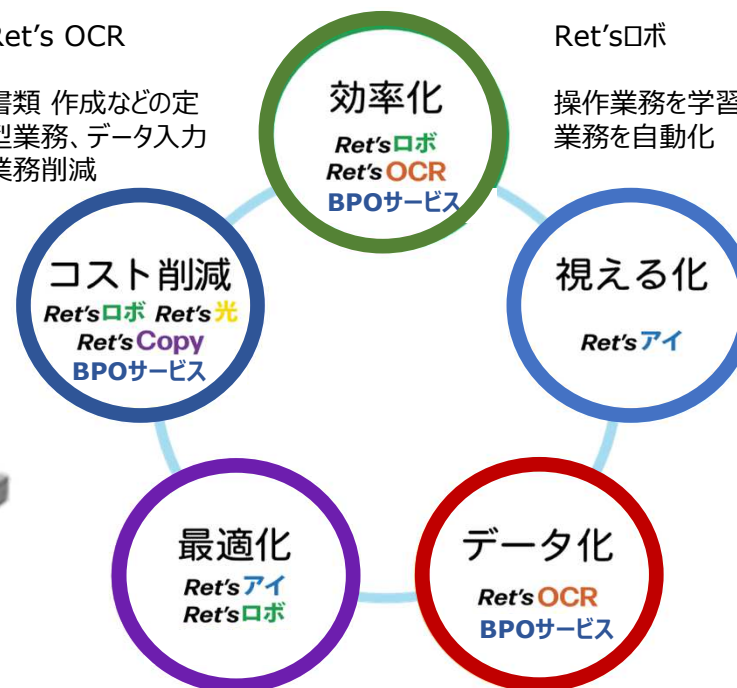 Ret's OCR
書類 作成などの定
型業務、データ入力
業務削減
Ret'sロボ
操作業務を学習
業務を自動化
効率化
Ret'sロボ
Ret'sOCR
BPOサービス
コスト削減
Ret'sロボ Ret's光
Ret'sCopy
BPOサービス
視える化
Ret'sアイ
最適化
Ret'sアイ
Ret'sロボ
データ化
Ret'sOCR
BPOサービス